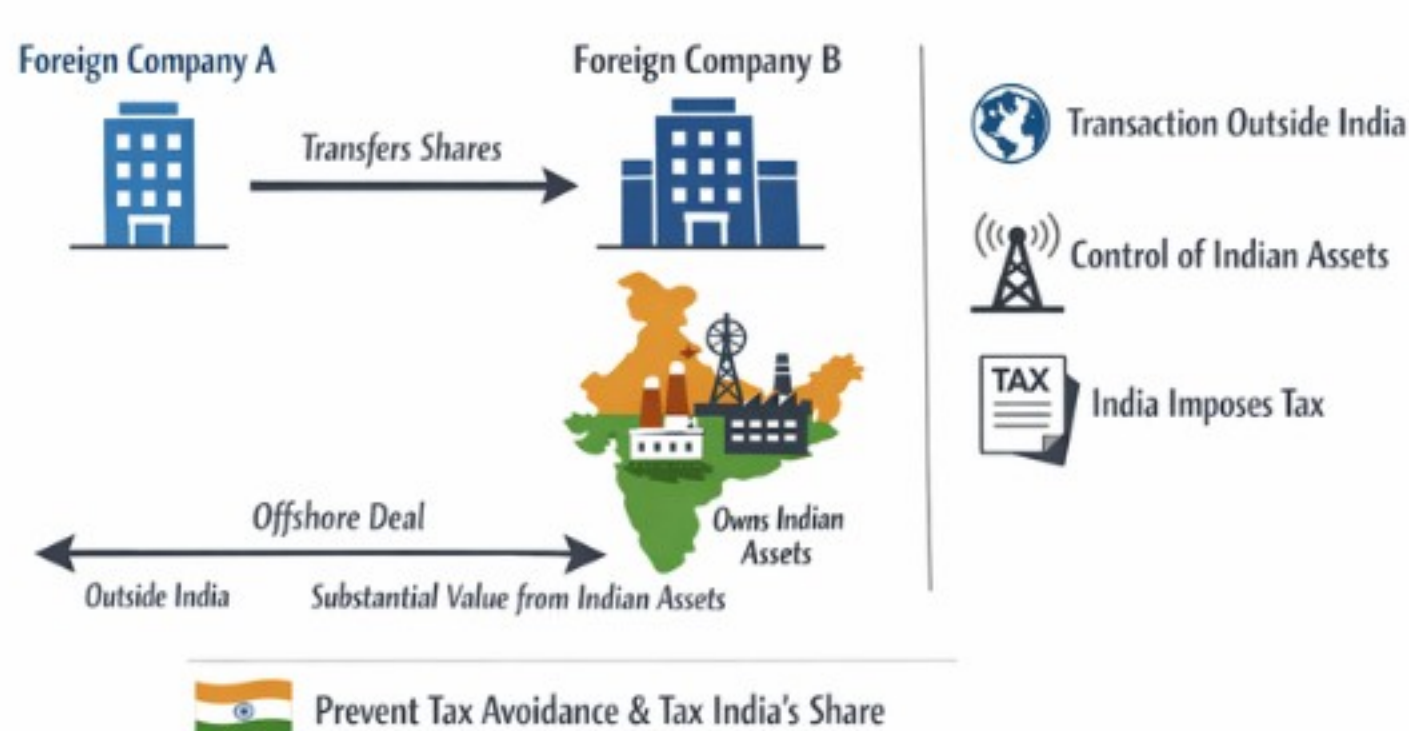 Foreign Company A
Foreign Company B
Transfers Shares
Transaction Outside India
Control of Indian Assets
TAX
India Imposes Tax
Owns Indian
Assets
Offshore Deal
Outside India
Substantial Value from Indian Assets
Prevent Tax Avoidance & Tax India's Share